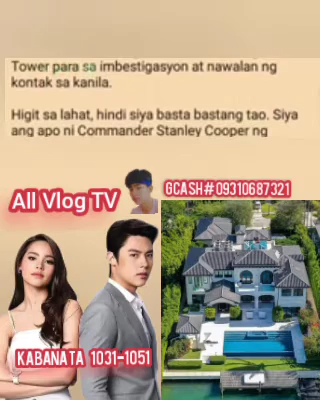 Tower para sa imbestigasyon at nawalan ng
kontak sa kanila.
Higit sa lahat, hindi siya basta bastang tao. Siya
ang apo ni Commander Stanley Cooper ng
All Vlog TV
GCASH#09310687321
KABANATA 1031-1051